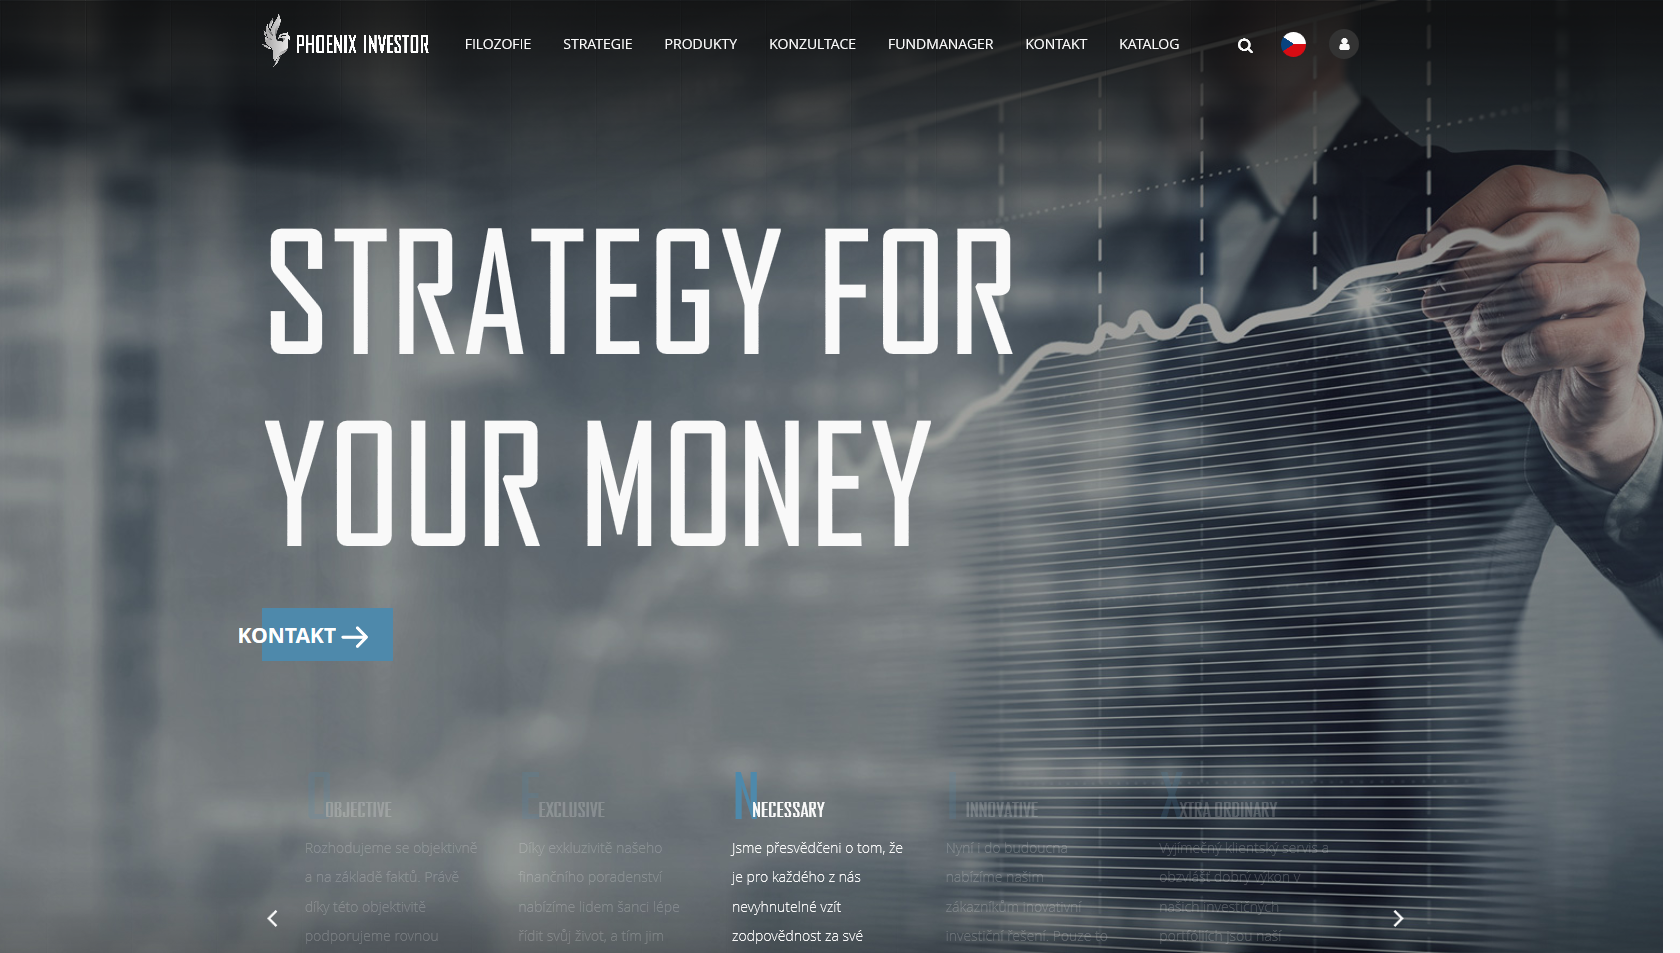 PHOENIX INVESTOR
FILOZOFIE STRATEGIE PRODUKTY KONZULTACE FUNDMANAGER KONTAKT KATALOG
STRATEGY FOR
YOUR MONEY
KONTAKT
OBJECTIVE
Rozhodujeme se objektivně
a na základě faktů. Právě
díky této objektivitě
podporujeme rovnou
E EXCLUSIVE
Díky exkluzivitě našeho
finančního poradenství
nabízíme lidem šanci lépe
řídit svůj život, a tím jim
N NECESSARY
Jsme přesvědčeni o tom, že
je pro každého z nás
nevyhnutelné vzít
zodpovědnost za své
I INNOVATIVE
Nyní i do budoucna
nabízíme našim
zákazníkům inovativní
investiční řešení. Pouze to
X XTRA ORDINARY
Vyjímečný klientský servis a
obzvlášt dobrý výkon v
našich investičních
portfoliích jsou naší